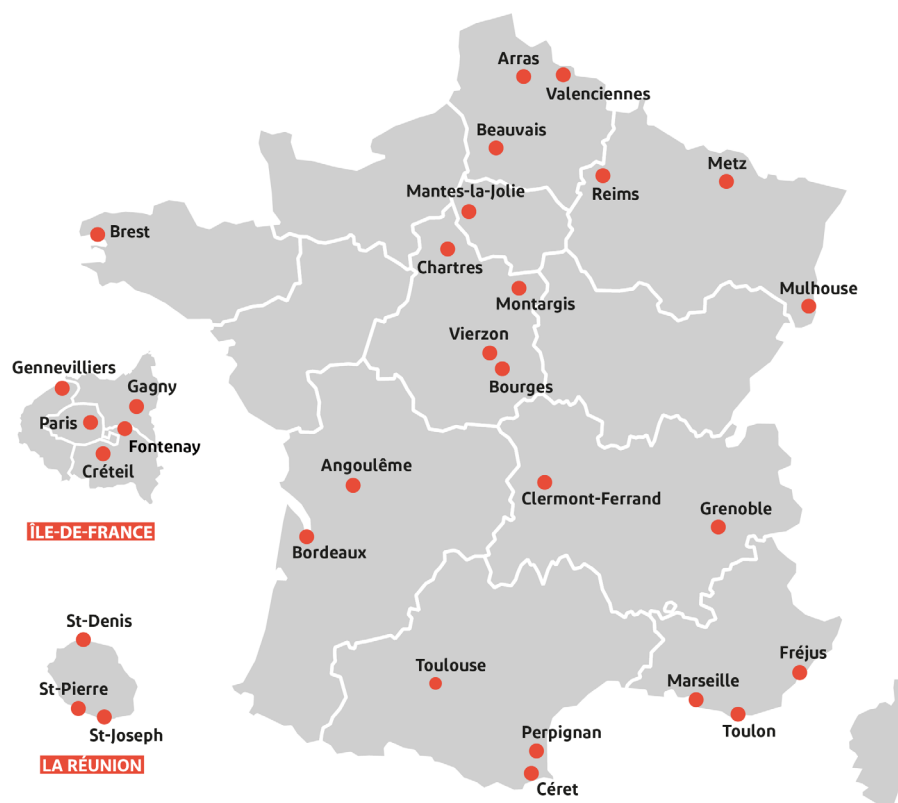 Arras
Valenciennes
Beauvais
Metz
Reims
Mantes-la-Jolie
Brest
Chartres
Mulhouse
Montargis
Vierzon
Bourges
Gennevilliers
Gagny
Paris
Fontenay
Créteil
ÎLE-DE-FRANCE
Angoulême
Clermont-Ferrand
Grenoble
Bordeaux
St-Denis
St-Pierre
St-Joseph
LA RÉUNION
Toulouse
Fréjus
Marseille
Toulon
Perpignan
Céret